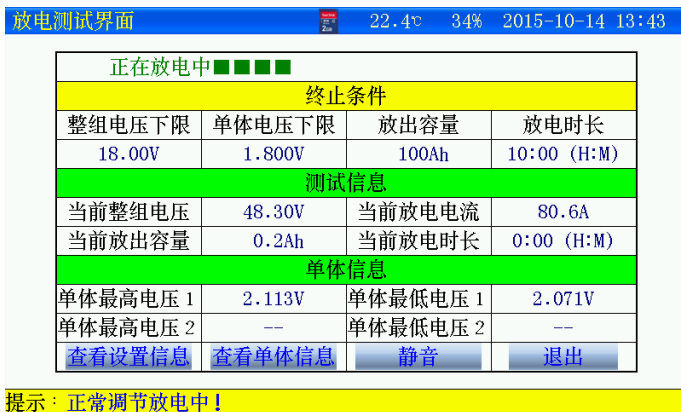 放电测试界面 22.4℃ 34% 2015-10-14 13:43
正在放电中■■■■
终止条件
整组电压下限 单体电压下限 放出容量 放电时长
18.00V 1.800V 100Ah 10:00 (H:M)
测试信息
当前整组电压 48.30V 当前放电电流 80.6A
当前放出容量 0.2Ah 当前放电时长 0:00 (H:M)
单体信息
单体最高电压1 2.113V 单体最低电压1 2.071V
单体最高电压2 -- 单体最低电压2 --
查看设置信息 查看单体信息 静音 退出
提示:正常调节放电中!